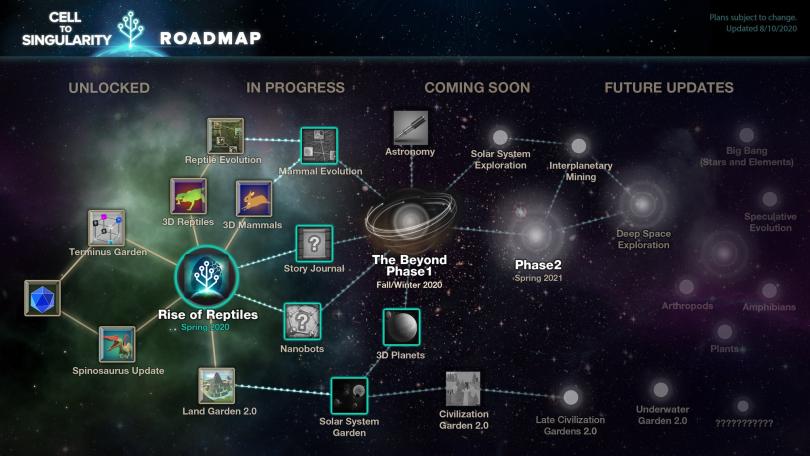 CELL
TO
SINGULARITY
ROADMAP
Plans subject to change.
Updated 8/10/2020
UNLOCKED
IN PROGRESS
COMING SOON
FUTURE UPDATES
Reptile Evolution
Mammal Evolution
Astronomy
Solar System
Exploration
Interplanetary
Mining
Big Bang
(Stars and Elements)
3D Reptiles
3D Mammals
Speculative
Evolution
Terminus Garden
Story Journal
The Beyond
Phase1
Fall/Winter 2020
Phase2
Spring 2021
Deep Space
Exploration
Rise of Reptiles
Spring 2020
Arthropods
Amphibians
Nanobots
3D Planets
Plants
Spinosaurus Update
Land Garden 2.0
Solar System
Garden
Civilization
Garden 2.0
Late Civilization
Gardens 2.0
Underwater
Garden 2.0
???????????
?
?